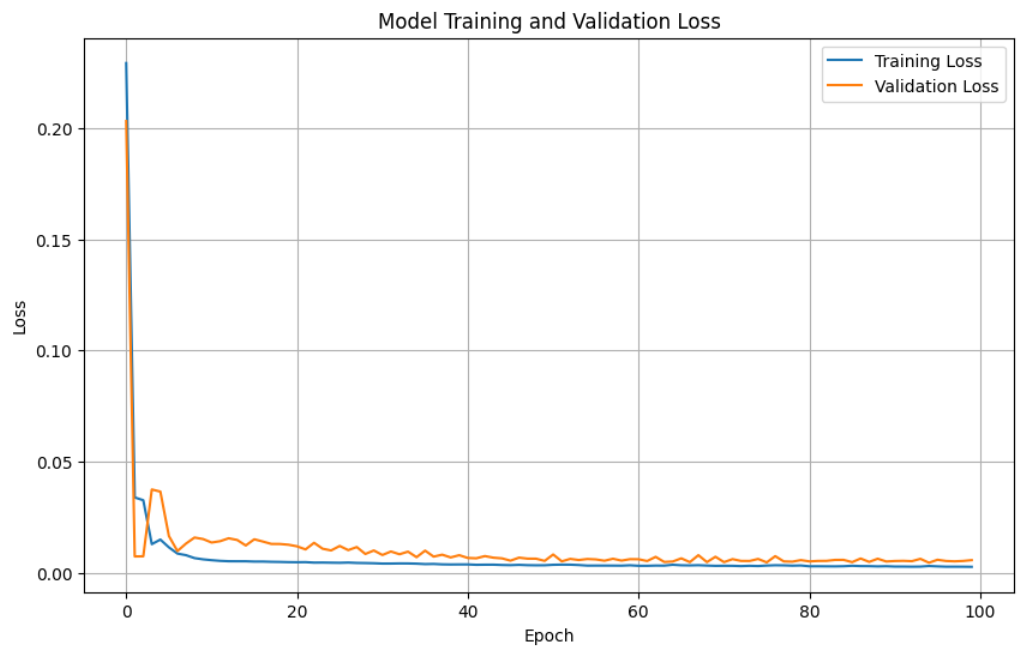 Model Training and Validation Loss
Training Loss
Validation Loss
0.20
0.15
0.10
0.05
0.00
Loss
0 20 40 60 80 100
Epoch